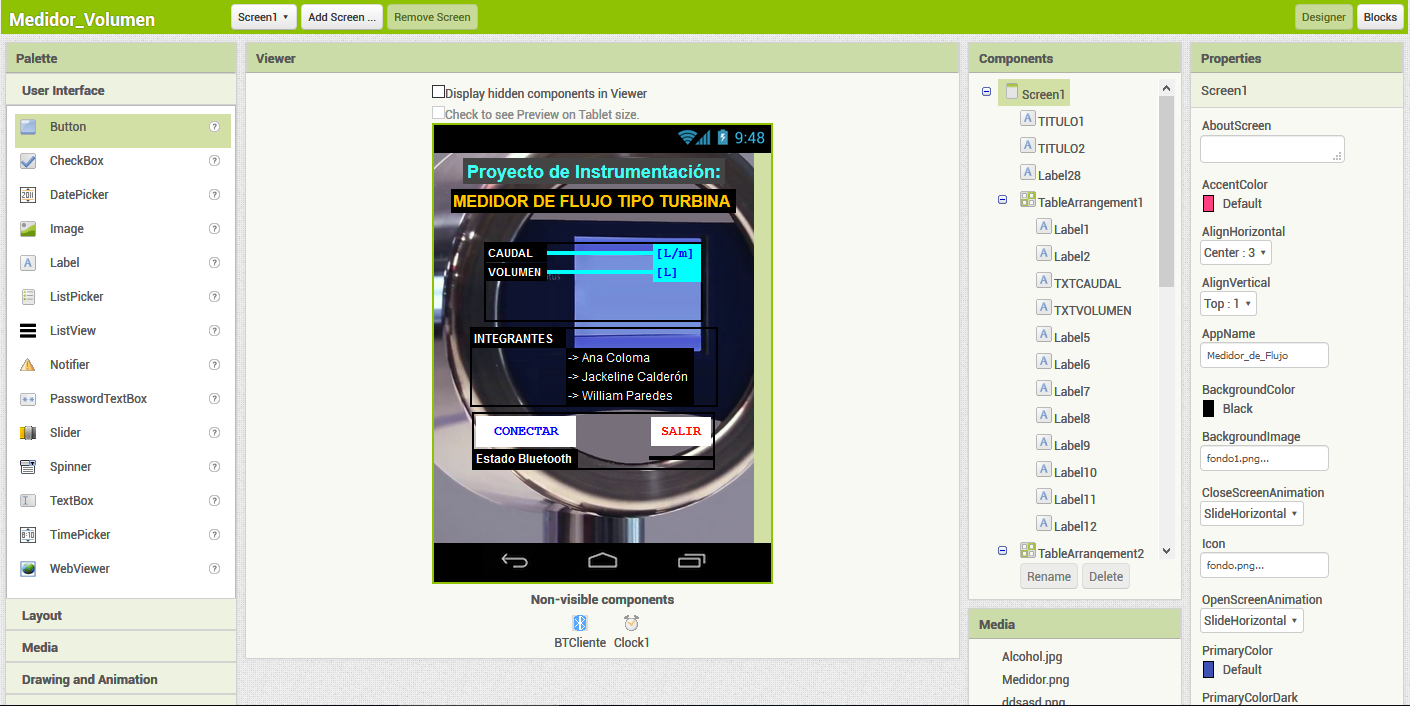 Medidor_Volumen
Screen1
Add Screen ...
Remove Screen
Designer
Blocks
Palette
User Interface
Button
CheckBox
DatePicker
Image
Label
ListPicker
ListView
Notifier
PasswordTextBox
Slider
Spinner
TextBox
TimePicker
WebViewer
Layout
Media
Drawing and Animation
Viewer
Display hidden components in Viewer
Check to see Preview on Tablet size.
9:48
Proyecto de Instrumentación:
MEDIDOR DE FLUJO TIPO TURBINA
CAUDAL [L/m]
VOLUMEN [L]
INTEGRANTES
-> Ana Coloma
-> Jackeline Calderón
-> William Paredes
CONECTAR SALIR
Estado Bluetooth
Non-visible components
BTCliente Clock1
Components
Screen1
TITULO1
TITULO2
Label28
TableArrangement1
Label1
Label2
TXTCAUDAL
TXTVOLUMEN
Label5
Label6
Label7
Label8
Label9
Label10
Label11
Label12
TableArrangement2
Rename Delete
Media
Alcohol.jpg
Medidor.png
ddsasd.png
Properties
Screen1
AboutScreen
AccentColor
Default
AlignHorizontal
Center : 3
AlignVertical
Top : 1
AppName
Medidor_de_Flujo
BackgroundColor
Black
BackgroundImage
fondo1.png...
CloseScreenAnimation
SlideHorizontal
Icon
fondo.png...
OpenScreenAnimation
SlideHorizontal
PrimaryColor
Default
PrimaryColorDark